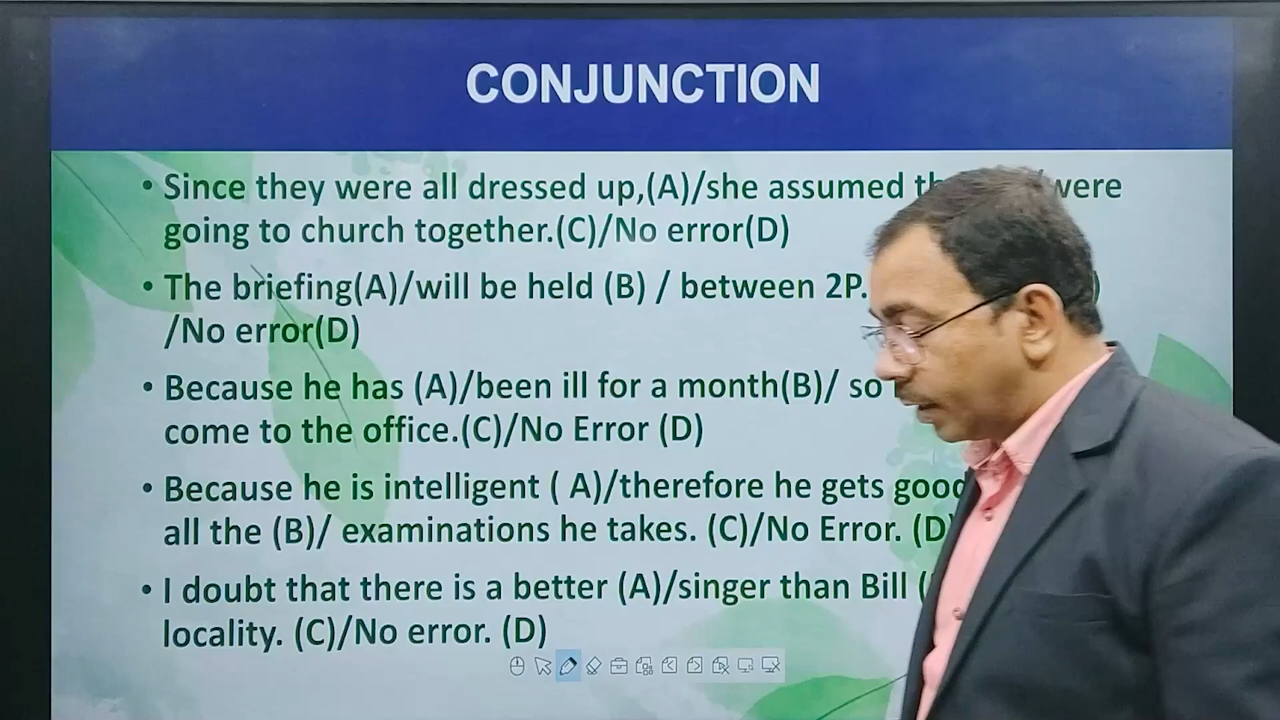 CONJUNCTION
• Since they were all dressed up,(A)/she assumed were
going to church together.(C)/No error(D)
• The briefing(A)/will be held (B) / between 2P. )
/No error(D)
• Because he has (A)/been ill for a month(B)/ so
come to the office.(C)/No Error (D)
• Because he is intelligent ( A)/therefore he gets good
all the (B)/ examinations he takes. (C)/No Error. (D)
• I doubt that there is a better (A)/singer than Bill (
locality. (C)/No error. (D)